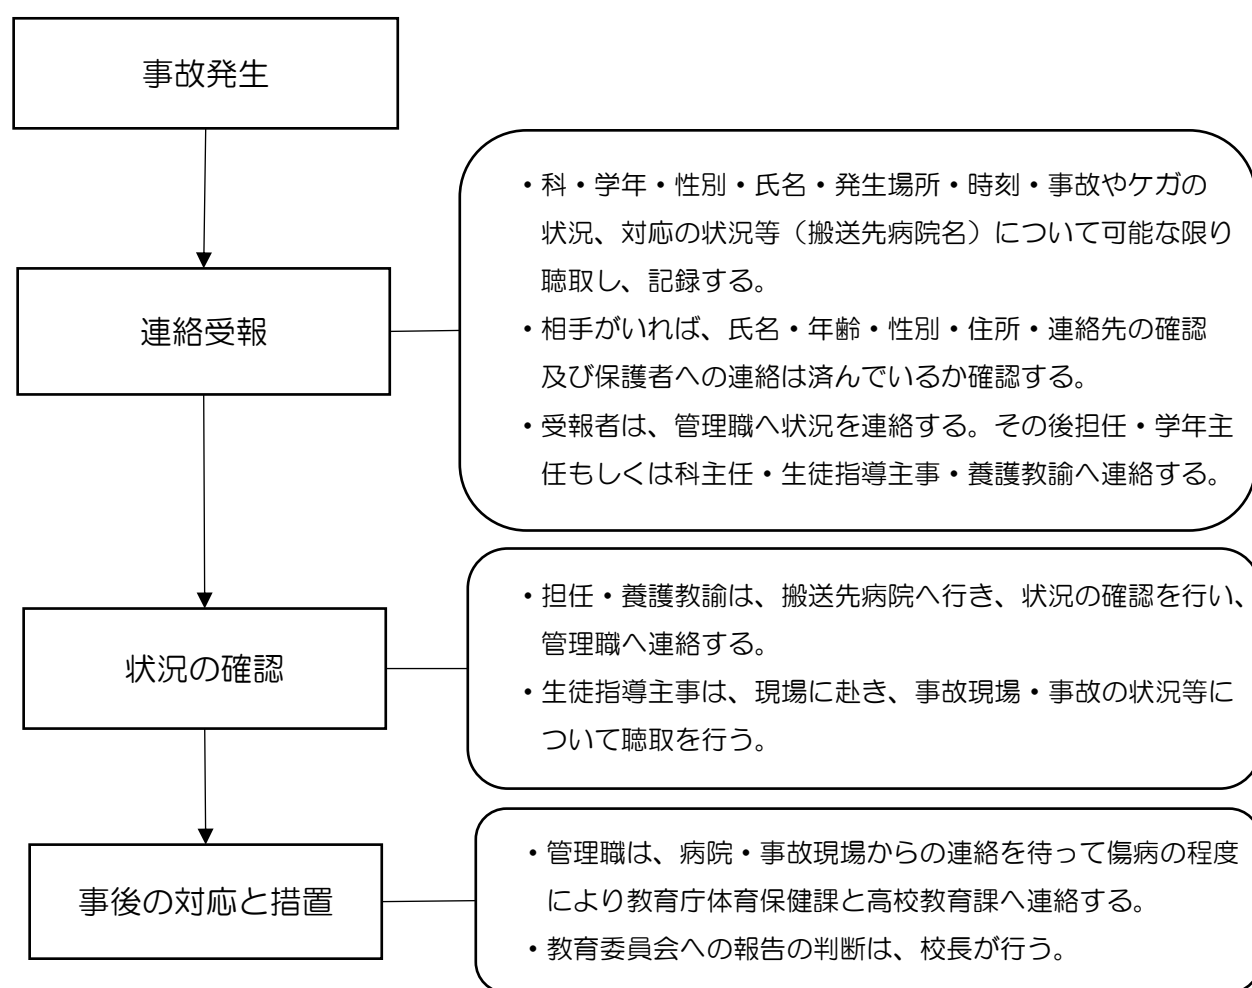 事故発生
連絡受報
・科・学年・性別・氏名・発生場所・時刻・事故やケガの
状況、対応の状況等（搬送先病院名）について可能な限り
聴取し、記録する。
・相手がいれば、氏名・年齢・性別・住所・連絡先の確認
及び保護者への連絡は済んでいるか確認する。
・受報者は、管理職へ状況を連絡する。その後担任・学年主
任もしくは科主任・生徒指導主事・養護教諭へ連絡する。
状況の確認
・担任・養護教諭は、搬送先病院へ行き、状況の確認を行い、
管理職へ連絡する。
・生徒指導主事は、現場に赴き、事故現場・事故の状況等に
ついて聴取を行う。
事後の対応と措置
・管理職は、病院・事故現場からの連絡を待って傷病の程度
により教育庁体育保健課と高校教育課へ連絡する。
・教育委員会への報告の判断は、校長が行う。